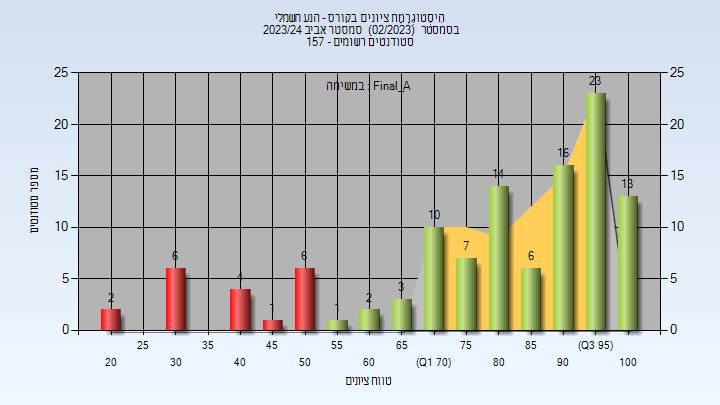 היסטוגרמת ציונים בקורס - הנע חשמלי
בסמסטר (02/2023) סמסטר אביב 2023/24
סטודנטים רשומים - 157
במשימה : Final_A
מספר סטודנטים
25 20 15 10 5 0
25 20 15 10 5 0
2 6 4 1 6 1 2 3 10 7 14 6 16 23 13
25 35 45 55 65 75 85 (Q3 95)
20 30 40 50 60 (Q1 70) 80 90 100
טווח ציונים